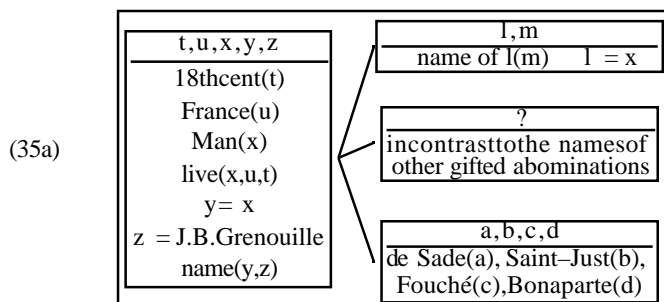 (35a)
t,u,x,y,z
18thcent(t)
France(u)
Man(x)
live(x,u,t)
y= x
z = J.B.Grenouille
name(y,z)
l,m
name of l(m) l = x
?
incontrasttothe namesof
other gifted abominations
a,b,c,d
de Sade(a), Saint–Just(b),
Fouché(c),Bonaparte(d)